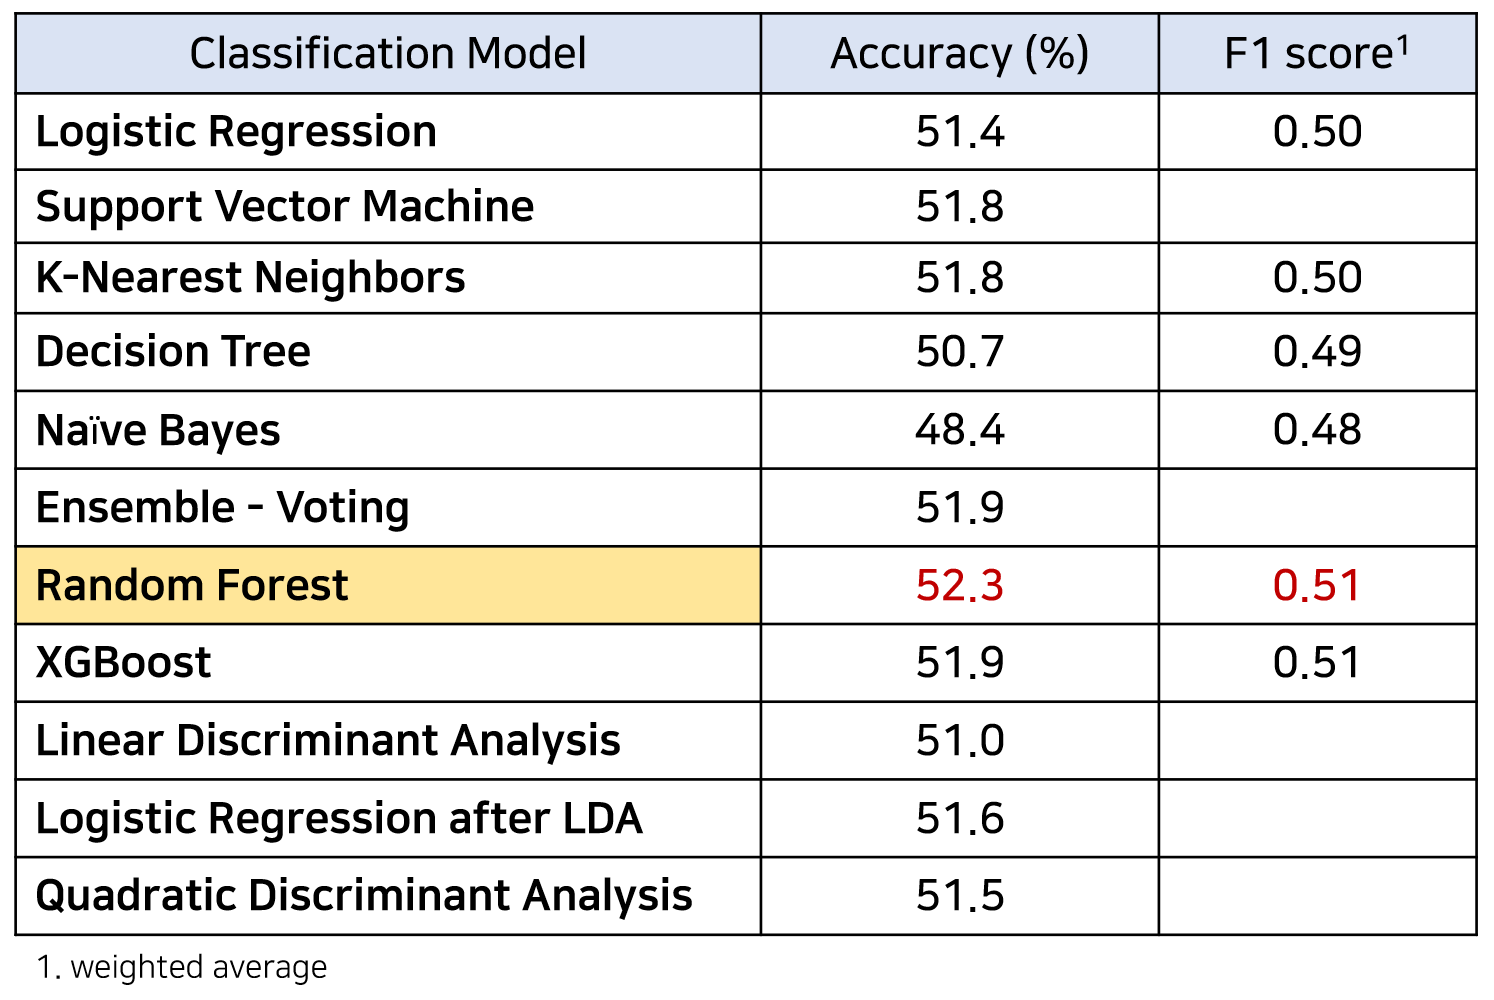 Classification Model Accuracy (%) F1 score¹
Logistic Regression 51.4 0.50
Support Vector Machine 51.8
K-Nearest Neighbors 51.8 0.50
Decision Tree 50.7 0.49
Naïve Bayes 48.4 0.48
Ensemble - Voting 51.9
Random Forest 52.3 0.51
XGBoost 51.9 0.51
Linear Discriminant Analysis 51.0
Logistic Regression after LDA 51.6
Quadratic Discriminant Analysis 51.5
1. weighted average